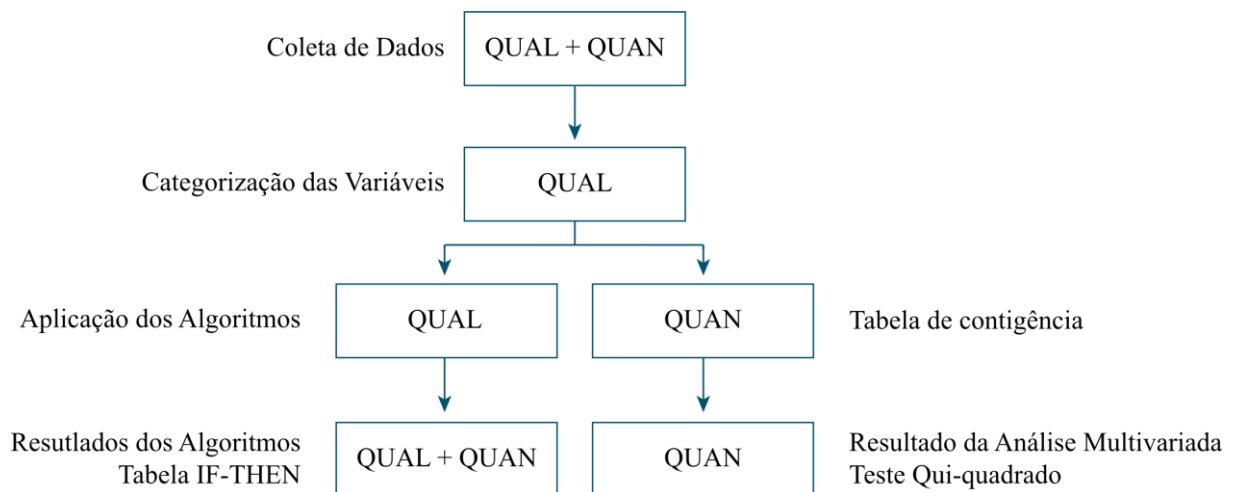 Coleta de Dados
QUAL + QUAN
Categorização das Variáveis
QUAL
Aplicação dos Algoritmos
QUAL
QUAN
Tabela de contigência
Resutlados dos Algoritmos
Tabela IF-THEN
QUAL + QUAN
QUAN
Resultado da Análise Multivariada
Teste Qui-quadrado